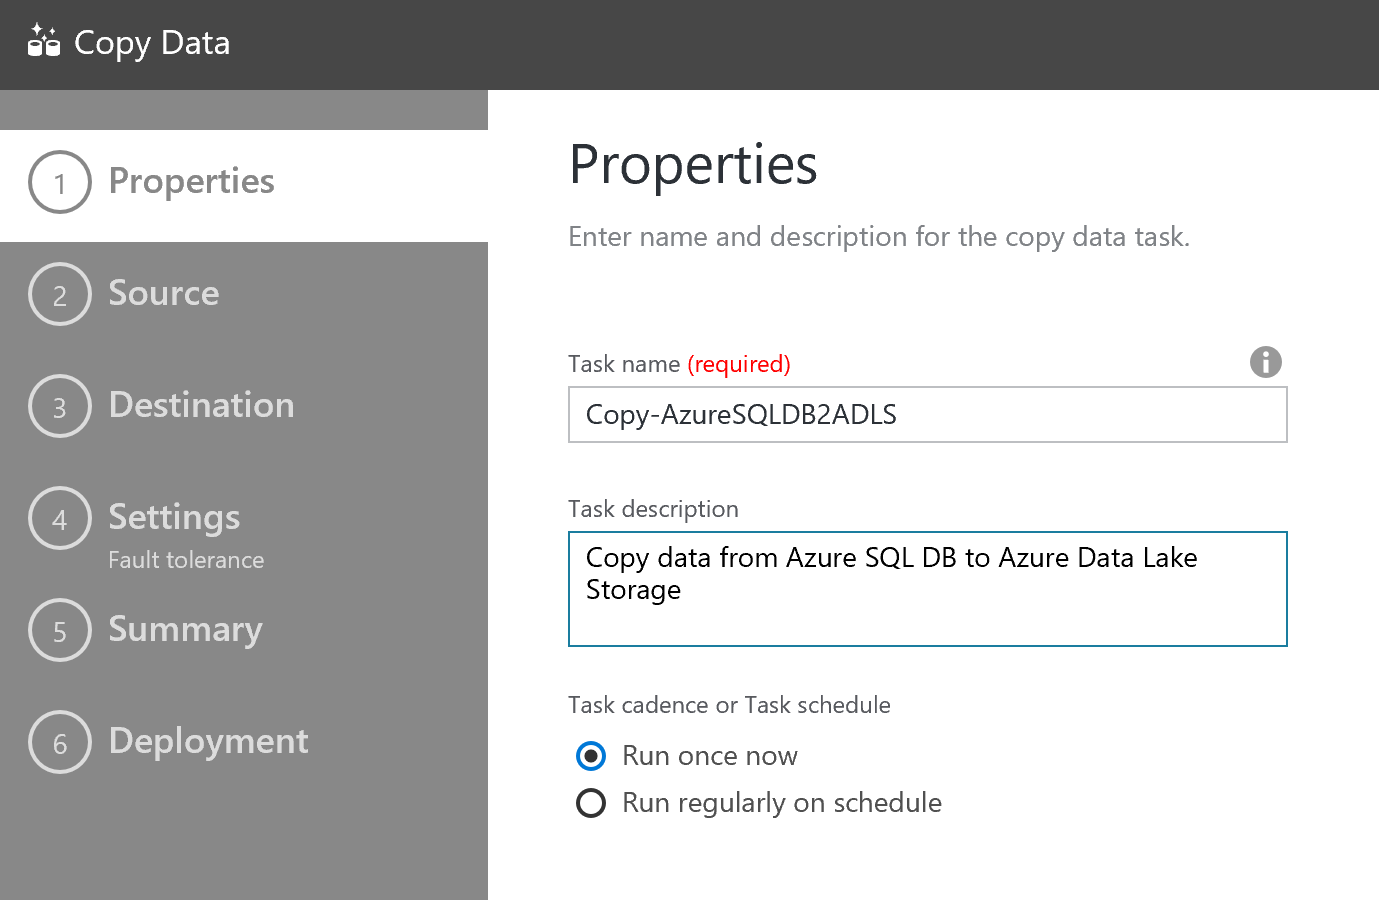 Copy Data
1 Properties
2 Source
3 Destination
4 Settings
Fault tolerance
5 Summary
6 Deployment
Properties
Enter name and description for the copy data task.
Task name (required)
Copy-AzureSQLDB2ADLS
Task description
Copy data from Azure SQL DB to Azure Data Lake
Storage
Task cadence or Task schedule
Run once now
Run regularly on schedule